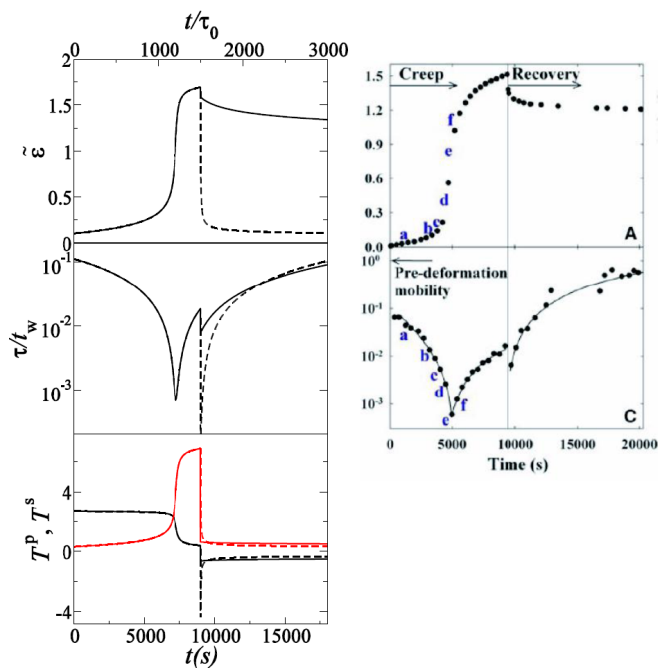 t/τ₀
0 1000 2000 3000
2
1.5
1
0.5
0
ε̃
10⁻¹
10⁻²
10⁻³
τ/t_w
4
0
-4
Tᵖ, Tˢ
0 5000 10000 15000
t(s)
Creep Recovery
1.5
1.2
0.9
0.6
0.3
0.0
a b c d e f
A
10⁰
10⁻¹
10⁻²
10⁻³
Pre-deformation
mobility
a
b
c
d
e
f
C
0 5000 10000 15000 20000
Time (s)